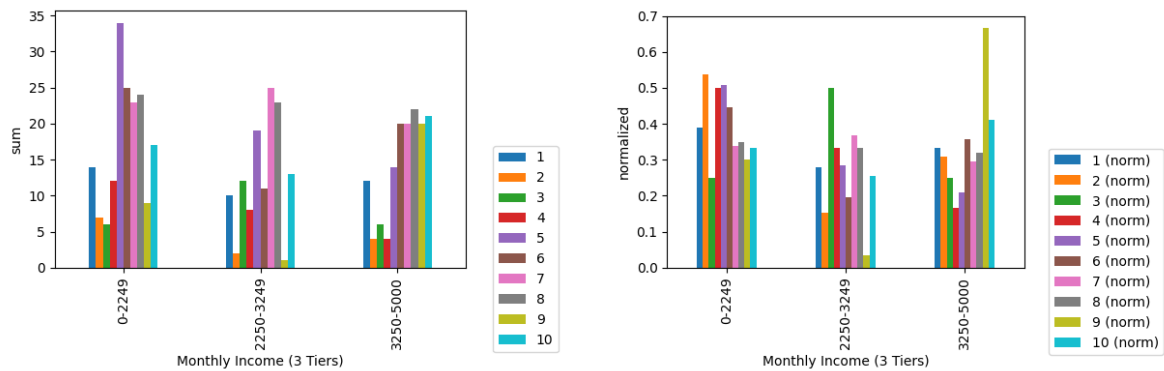 35
30
25
20
15
10
5
0
sum
0-2249
2250-3249
3250-5000
Monthly Income (3 Tiers)
1
2
3
4
5
6
7
8
9
10
0.7
0.6
0.5
0.4
0.3
0.2
0.1
0.0
normalized
0-2249
2250-3249
3250-5000
Monthly Income (3 Tiers)
1 (norm)
2 (norm)
3 (norm)
4 (norm)
5 (norm)
6 (norm)
7 (norm)
8 (norm)
9 (norm)
10 (norm)